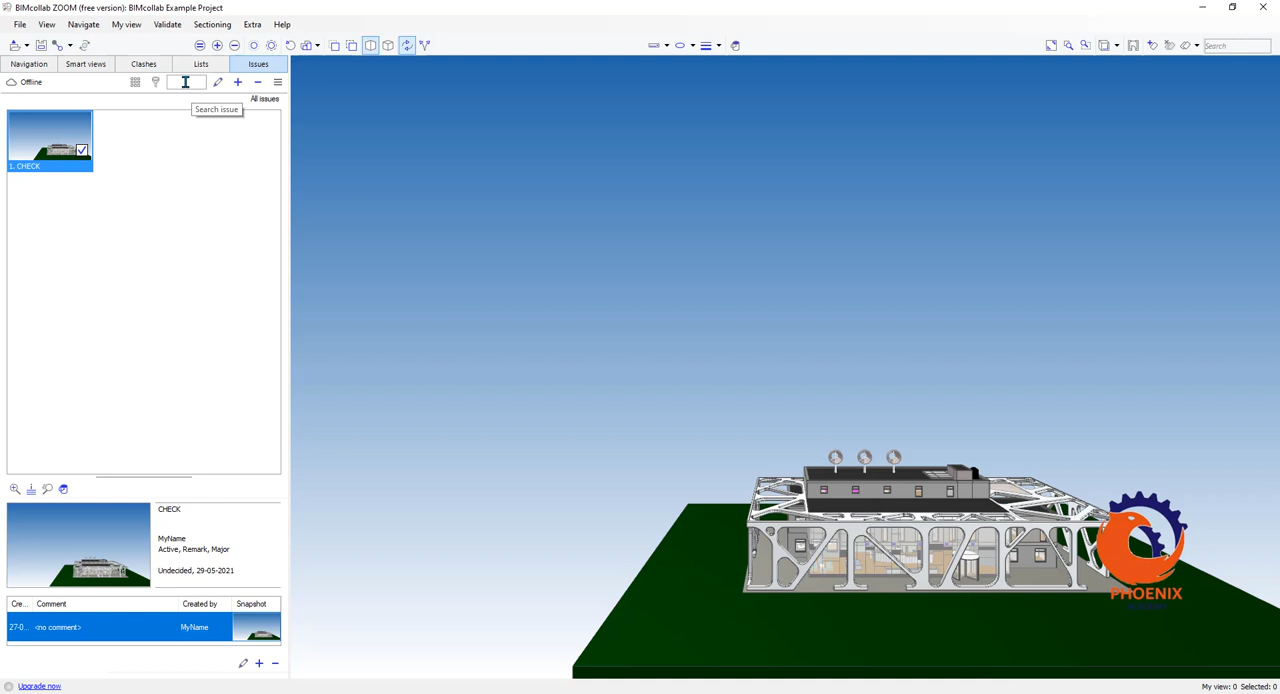 BIMcollab ZOOM (free version): BIMcollab Example Project
File View Navigate My view Validate Sectioning Extra Help
Search
Navigation Smart views Clashes Lists Issues
Offline
Search issue
All issues
1. CHECK
CHECK
MyName
Active, Remark, Major
Undecided, 29-05-2021
Cre... Comment Created by Snapshot
27-0... <no comment> MyName
PHOENIX
Upgrade now
My view: 0 Selected: 0